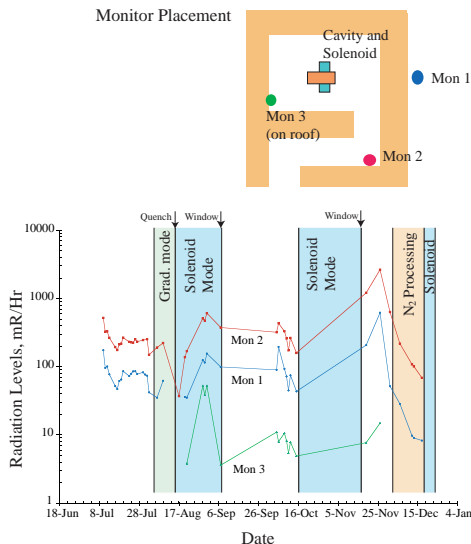 Monitor Placement
Cavity and
Solenoid
Mon 1
Mon 3
(on roof)
Mon 2
Quench
Window
Window
10000
1000
100
10
1
Radiation Levels, mR/Hr
Grad. mode
Solenoid
Mode
Solenoid
Mode
N2 Processing
Solenoid
Mon 2
Mon 1
Mon 3
18-Jun
8-Jul
28-Jul
17-Aug
6-Sep
26-Sep
16-Oct
5-Nov
25-Nov
15-Dec
4-Jan
Date